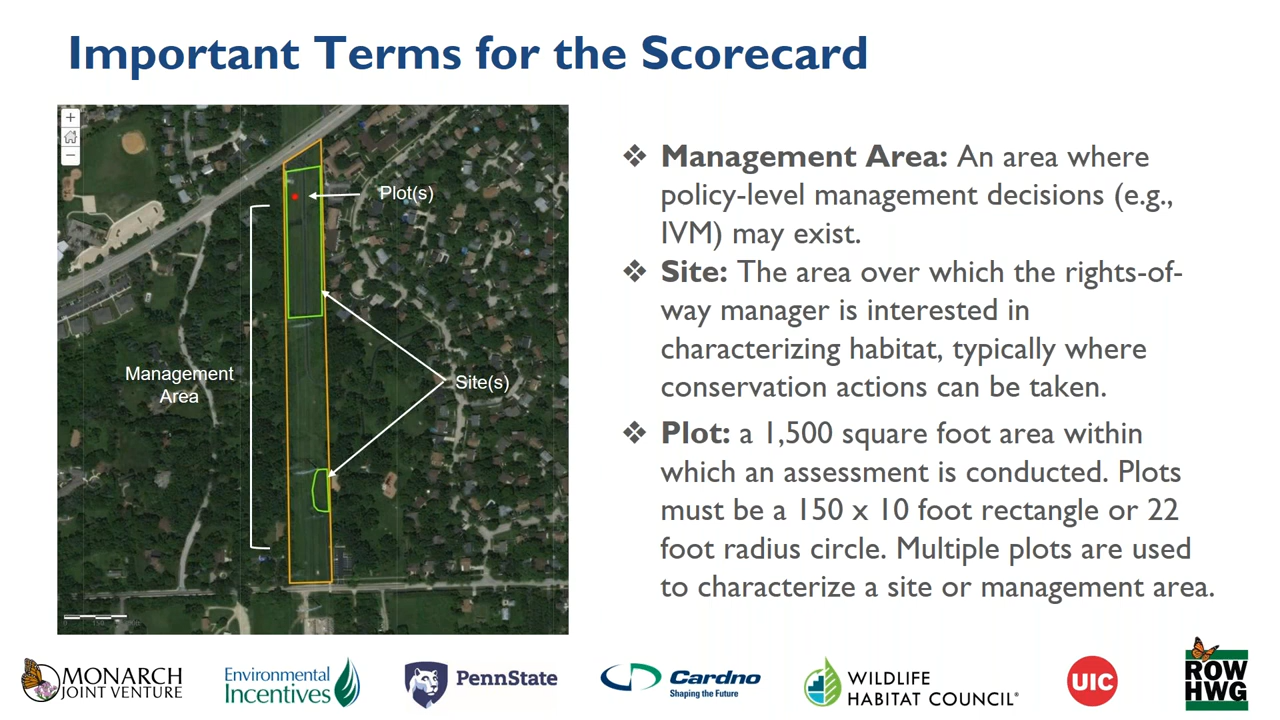 Important Terms for the Scorecard
+
−
Plot(s)
Management
Area
Site(s)
❖ Management Area: An area where
policy-level management decisions (e.g.,
IVM) may exist.
❖ Site: The area over which the rights-of-
way manager is interested in
characterizing habitat, typically where
conservation actions can be taken.
❖ Plot: a 1,500 square foot area within
which an assessment is conducted. Plots
must be a 150 x 10 foot rectangle or 22
foot radius circle. Multiple plots are used
to characterize a site or management area.
MONARCH
JOINT VENTURE
Environmental
Incentives
PennState
Cardno
Shaping the Future
WILDLIFE
HABITAT COUNCIL®
UIC
ROW
HWG